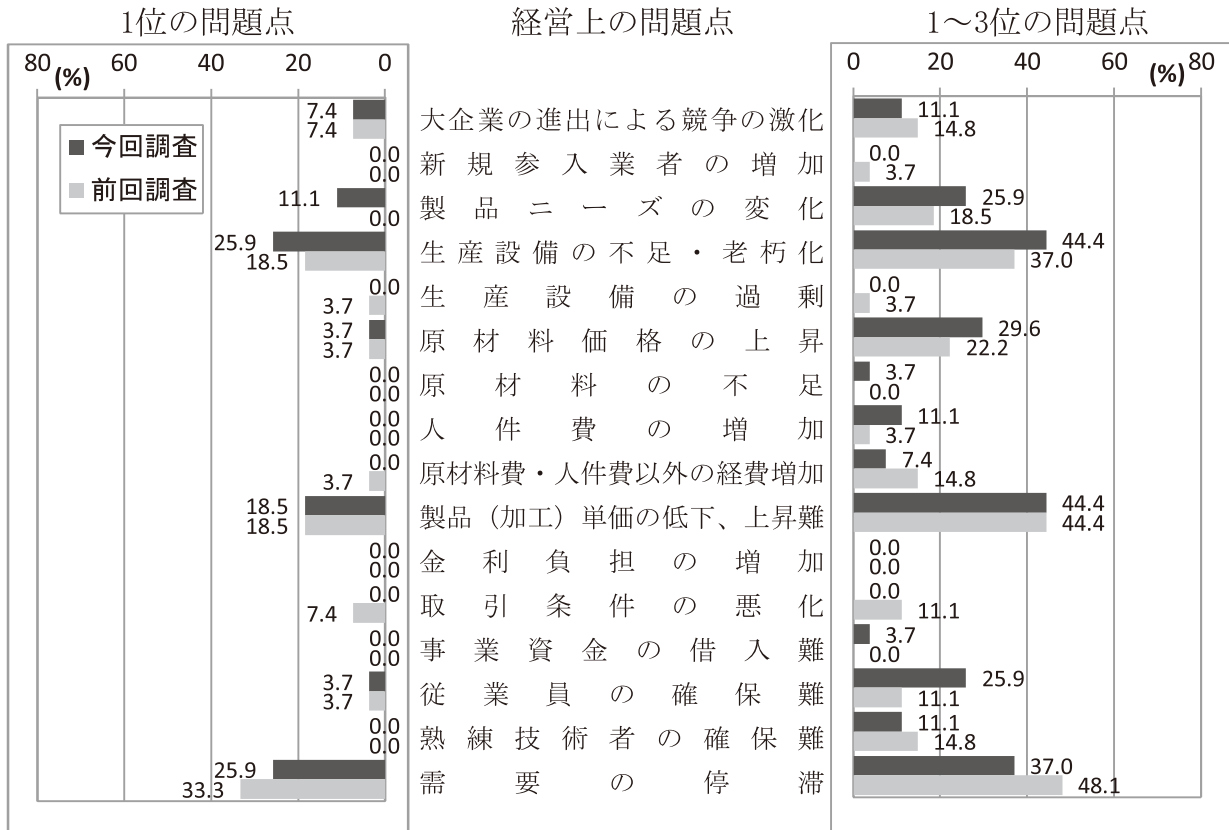 1位の問題点 経営上の問題点 1～3位の問題点
80 60 40 20 0 0 20 40 60 80
(%) (%)
今回調査
前回調査
7.4 大企業の進出による競争の激化 11.1
7.4 14.8
0.0 新規参入業者の増加 0.0
0.0 3.7
11.1 製品ニーズの変化 25.9
0.0 18.5
25.9 生産設備の不足・老朽化 44.4
18.5 37.0
0.0 生産設備の過剰 0.0
3.7 3.7
3.7 原材料価格の上昇 29.6
3.7 22.2
0.0 原材料の不足 3.7
0.0 0.0
0.0 人件費の増加 11.1
0.0 3.7
0.0 原材料費・人件費以外の経費増加 7.4
3.7 14.8
18.5 製品（加工）単価の低下、上昇難 44.4
18.5 44.4
0.0 金利負担の増加 0.0
0.0 0.0
0.0 取引条件の悪化 0.0
7.4 11.1
0.0 事業資金の借入難 3.7
0.0 0.0
3.7 従業員の確保難 25.9
3.7 11.1
0.0 熟練技術者の確保難 11.1
0.0 14.8
25.9 需要の停滞 37.0
33.3 48.1